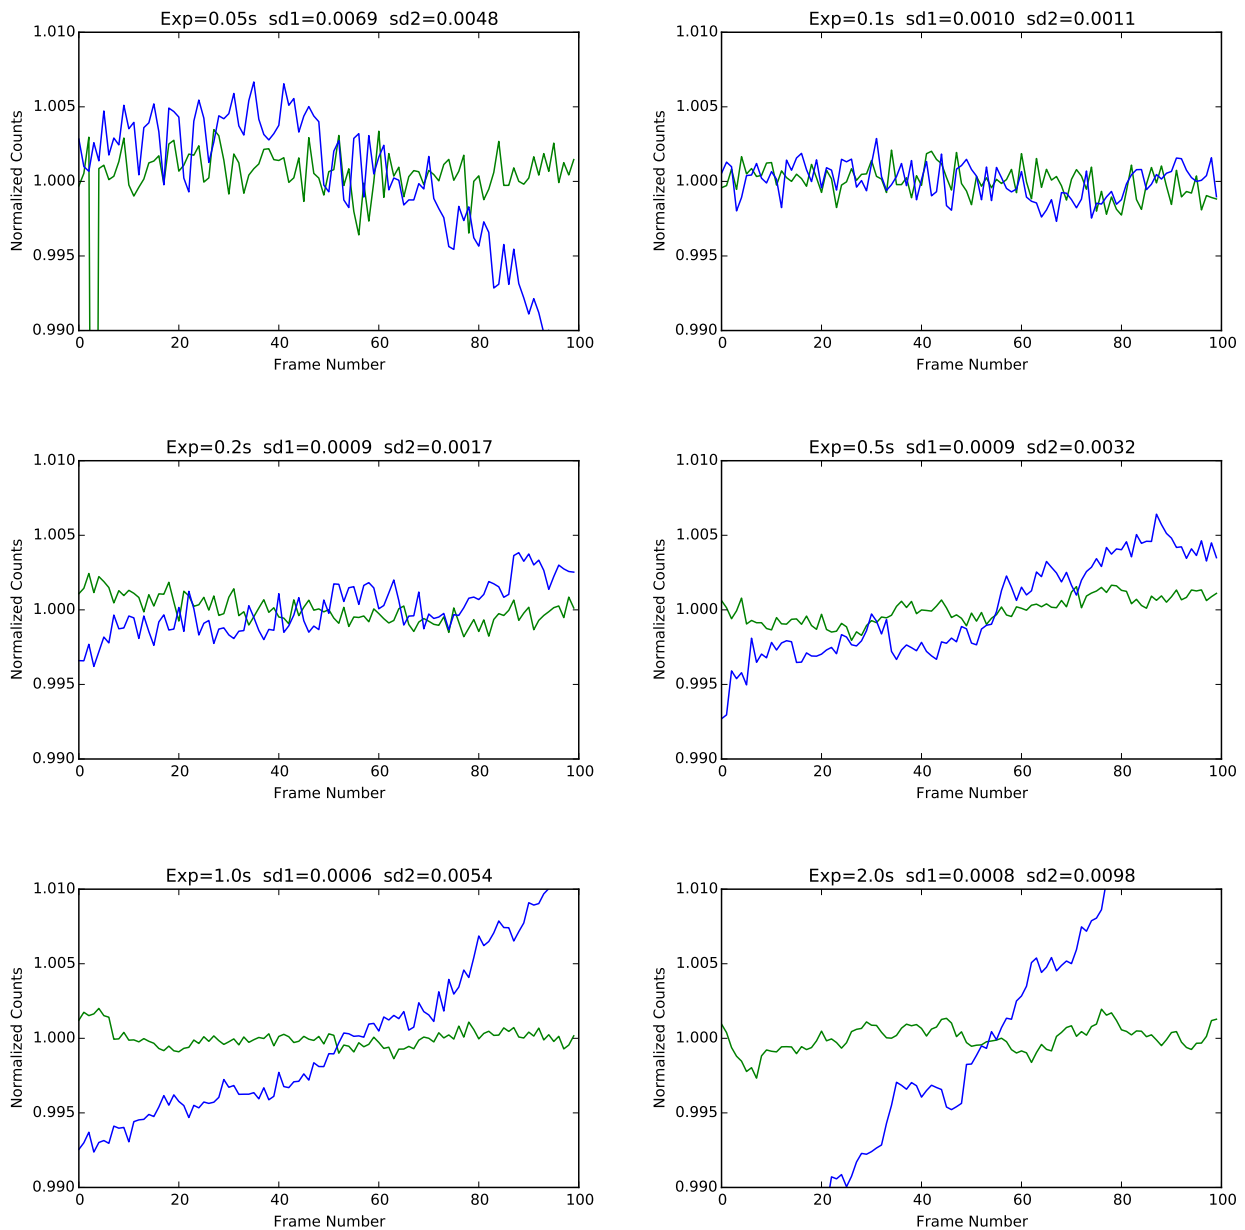 Exp=0.05s sd1=0.0069 sd2=0.0048
1.010
1.005
1.000
0.995
0.990
Normalized Counts
0 20 40 60 80 100
Frame Number
Exp=0.1s sd1=0.0010 sd2=0.0011
1.010
1.005
1.000
0.995
0.990
Normalized Counts
0 20 40 60 80 100
Frame Number
Exp=0.2s sd1=0.0009 sd2=0.0017
1.010
1.005
1.000
0.995
0.990
Normalized Counts
0 20 40 60 80 100
Frame Number
Exp=0.5s sd1=0.0009 sd2=0.0032
1.010
1.005
1.000
0.995
0.990
Normalized Counts
0 20 40 60 80 100
Frame Number
Exp=1.0s sd1=0.0006 sd2=0.0054
1.010
1.005
1.000
0.995
0.990
Normalized Counts
0 20 40 60 80 100
Frame Number
Exp=2.0s sd1=0.0008 sd2=0.0098
1.010
1.005
1.000
0.995
0.990
Normalized Counts
0 20 40 60 80 100
Frame Number